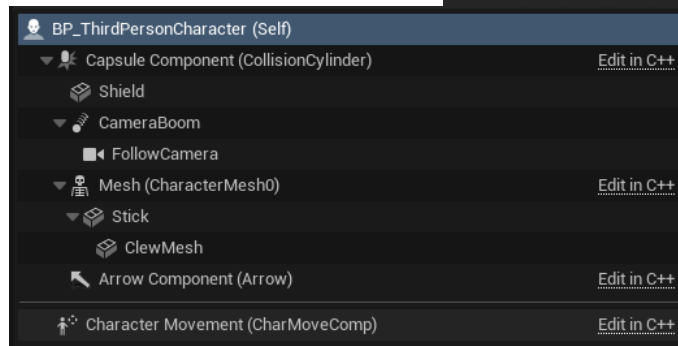 BP_ThirdPersonCharacter (Self)
Capsule Component (CollisionCylinder) Edit in C++
Shield
CameraBoom
FollowCamera
Mesh (CharacterMesh0) Edit in C++
Stick
ClewMesh
Arrow Component (Arrow) Edit in C++
Character Movement (CharMoveComp) Edit in C++